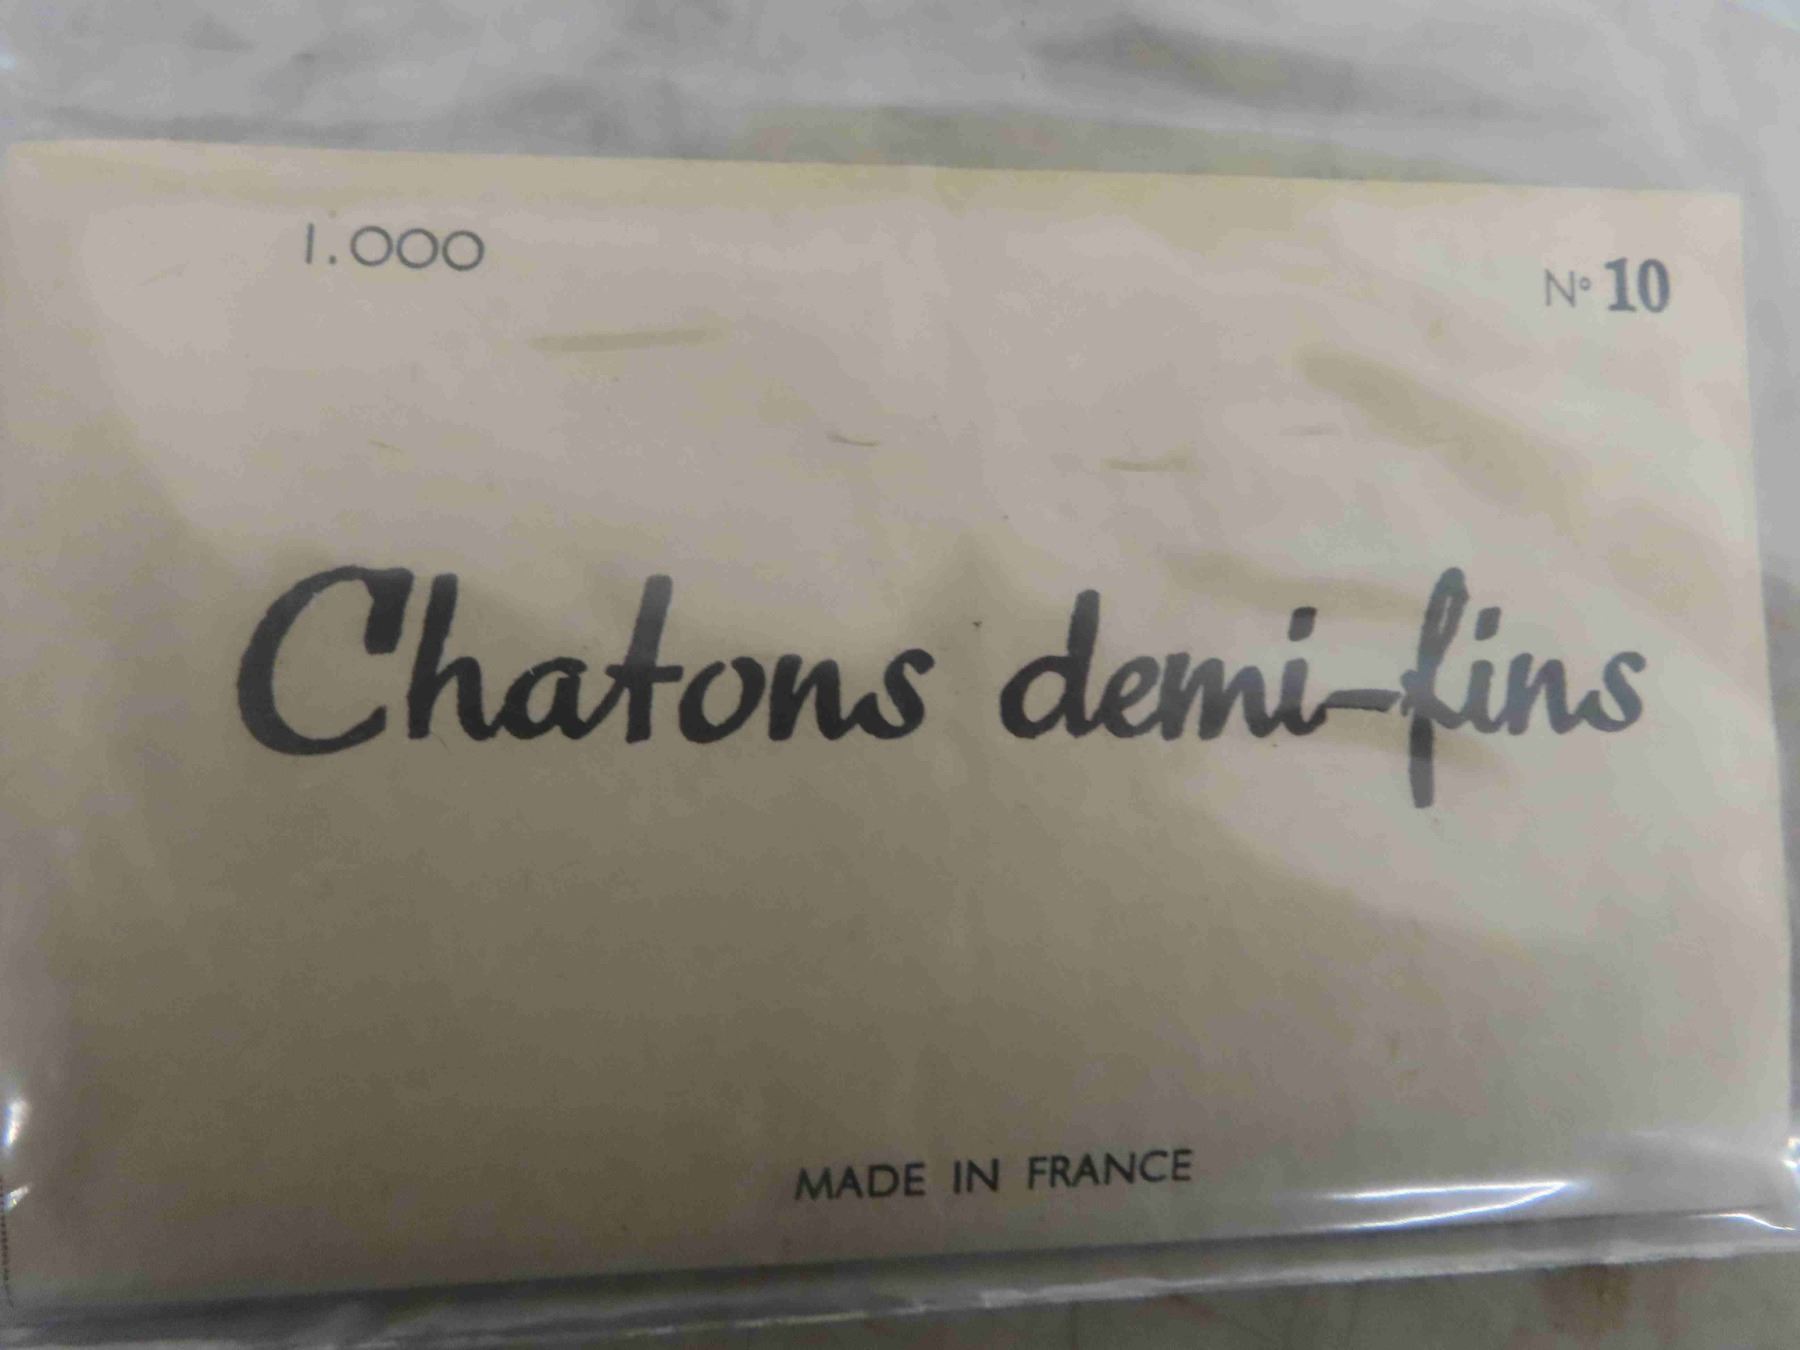 1.000
N° 10
Chatons demi-fins
MADE IN FRANCE